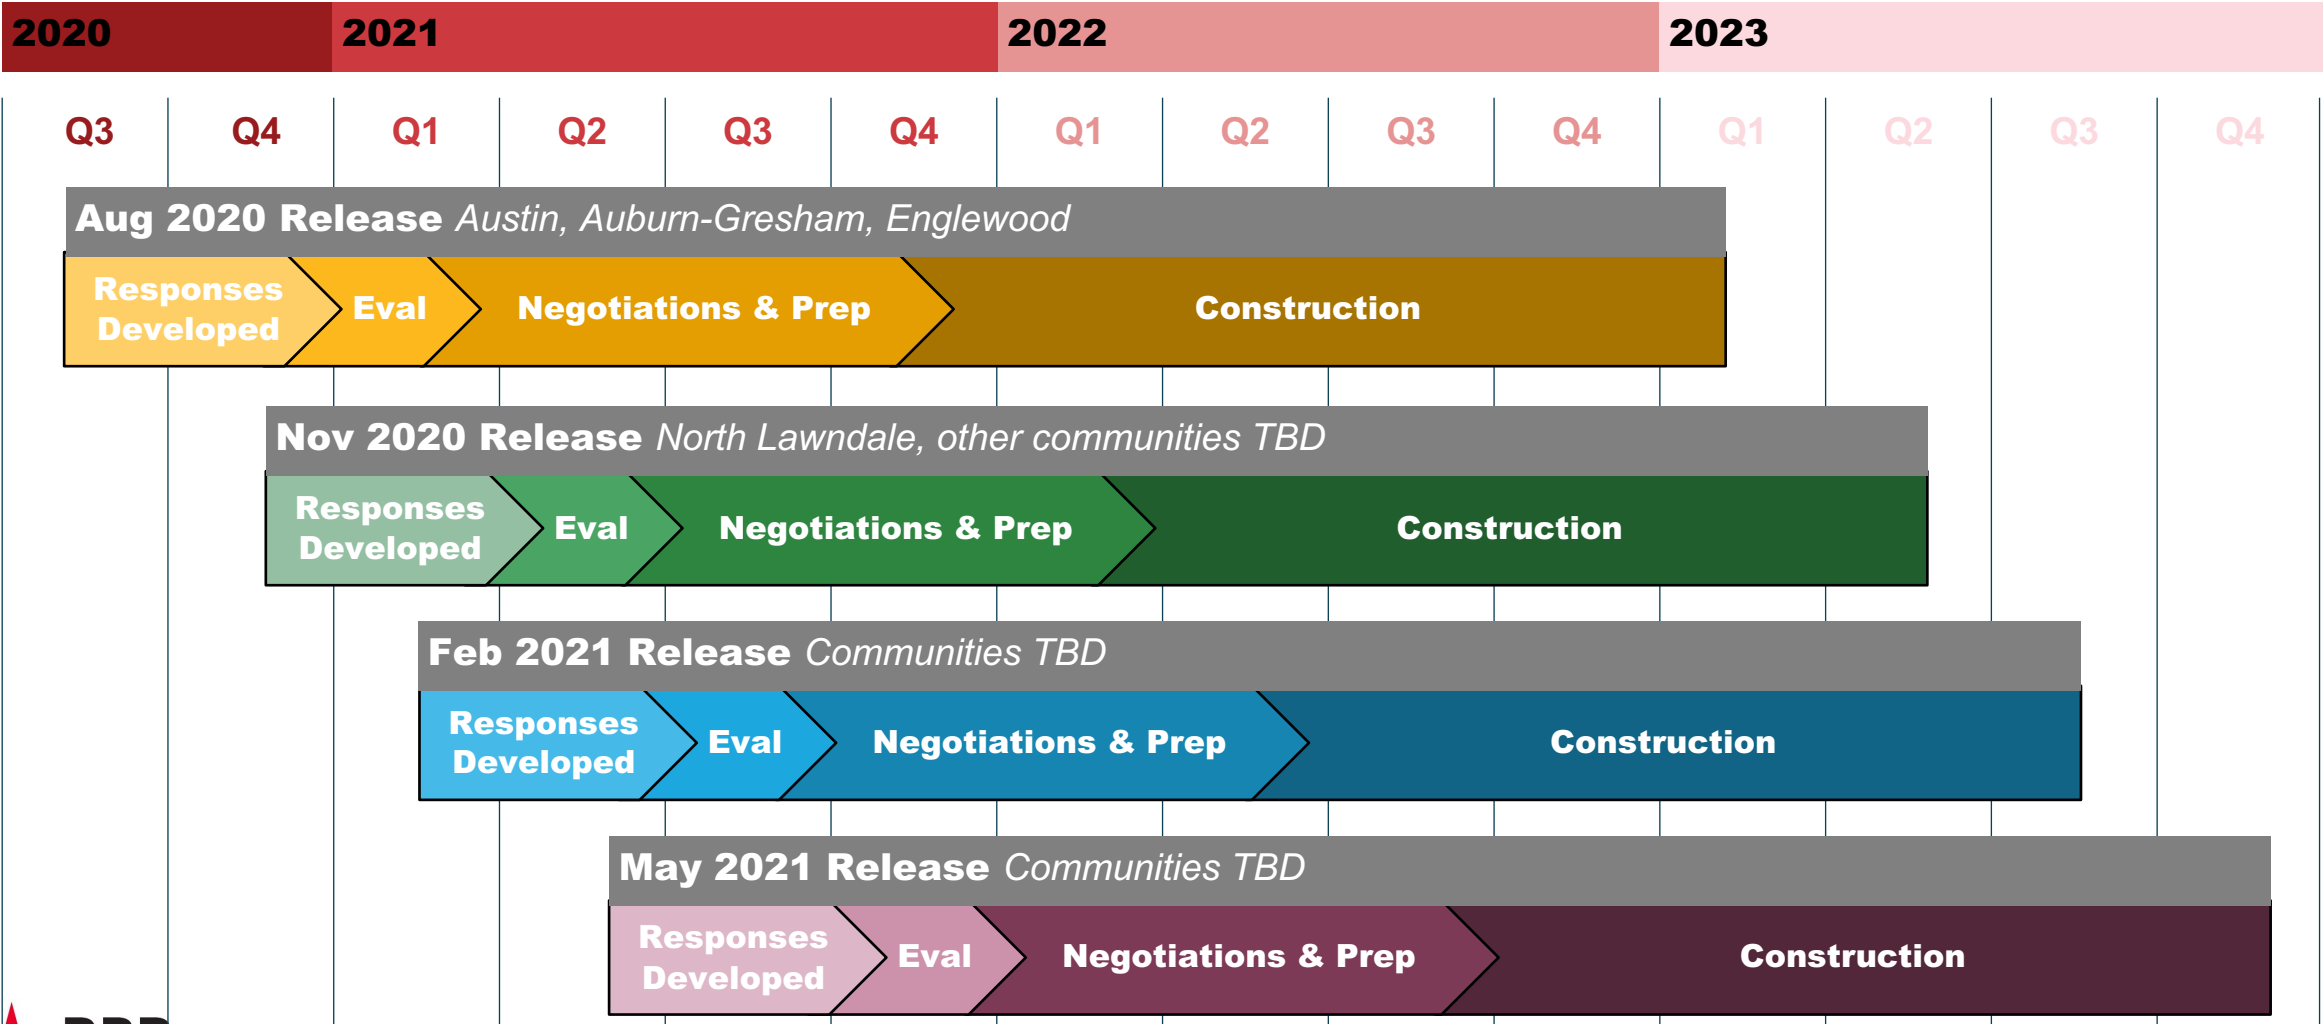 2020 2021 2022 2023
Q3 Q4 Q1 Q2 Q3 Q4 Q1 Q2 Q3 Q4 Q1 Q2 Q3 Q4
Aug 2020 Release Austin, Auburn-Gresham, Englewood
Responses
Developed
Eval
Negotiations & Prep
Construction
Nov 2020 Release North Lawndale, other communities TBD
Responses
Developed
Eval
Negotiations & Prep
Construction
Feb 2021 Release Communities TBD
Responses
Developed
Eval
Negotiations & Prep
Construction
May 2021 Release Communities TBD
Responses
Developed
Eval
Negotiations & Prep
Construction